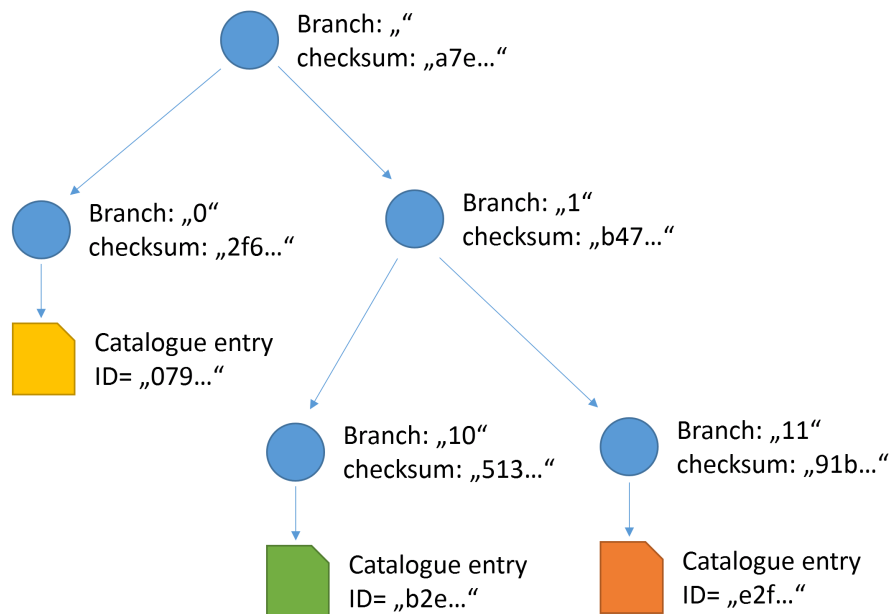 Branch: „“
checksum: „a7e...“
Branch: „0“
checksum: „2f6...“
Branch: „1“
checksum: „b47...“
Catalogue entry
ID= „079...“
Branch: „10“
checksum: „513...“
Branch: „11“
checksum: „91b...“
Catalogue entry
ID= „b2e...“
Catalogue entry
ID= „e2f...“